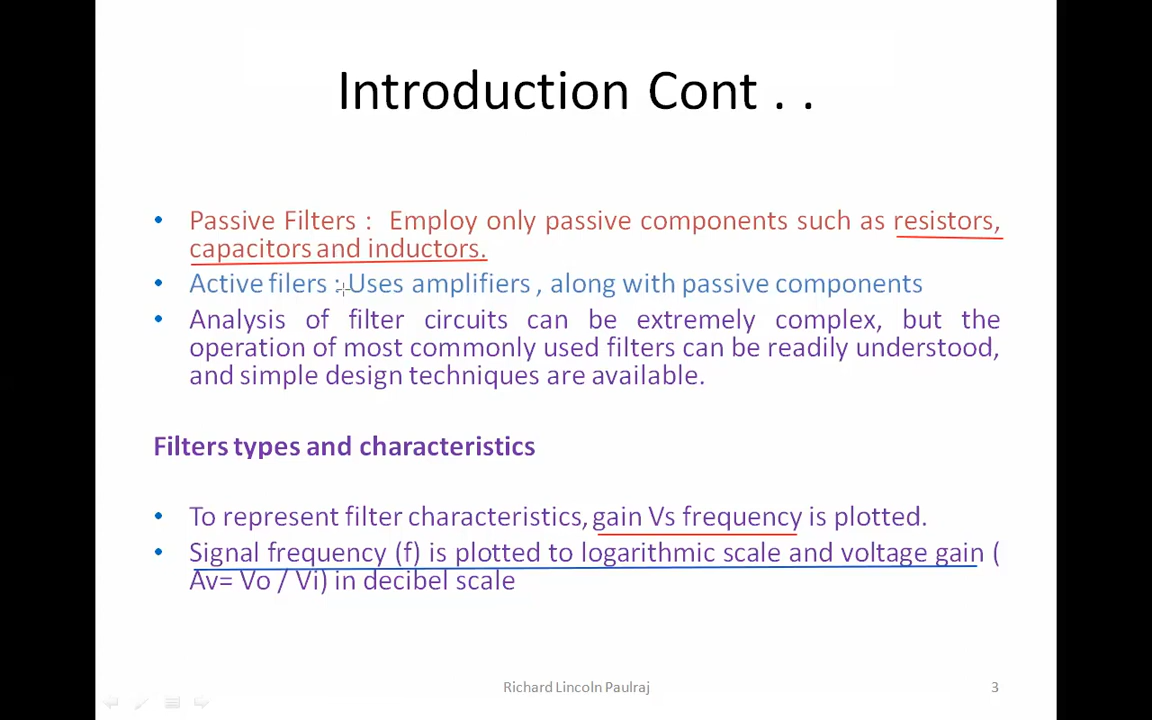 Introduction Cont . .
• Passive Filters : Employ only passive components such as resistors,
capacitors and inductors.
• Active filers : Uses amplifiers , along with passive components
• Analysis of filter circuits can be extremely complex, but the
operation of most commonly used filters can be readily understood,
and simple design techniques are available.
Filters types and characteristics
• To represent filter characteristics, gain Vs frequency is plotted.
• Signal frequency (f) is plotted to logarithmic scale and voltage gain (
Av= Vo / Vi) in decibel scale
Richard Lincoln Paulraj 3